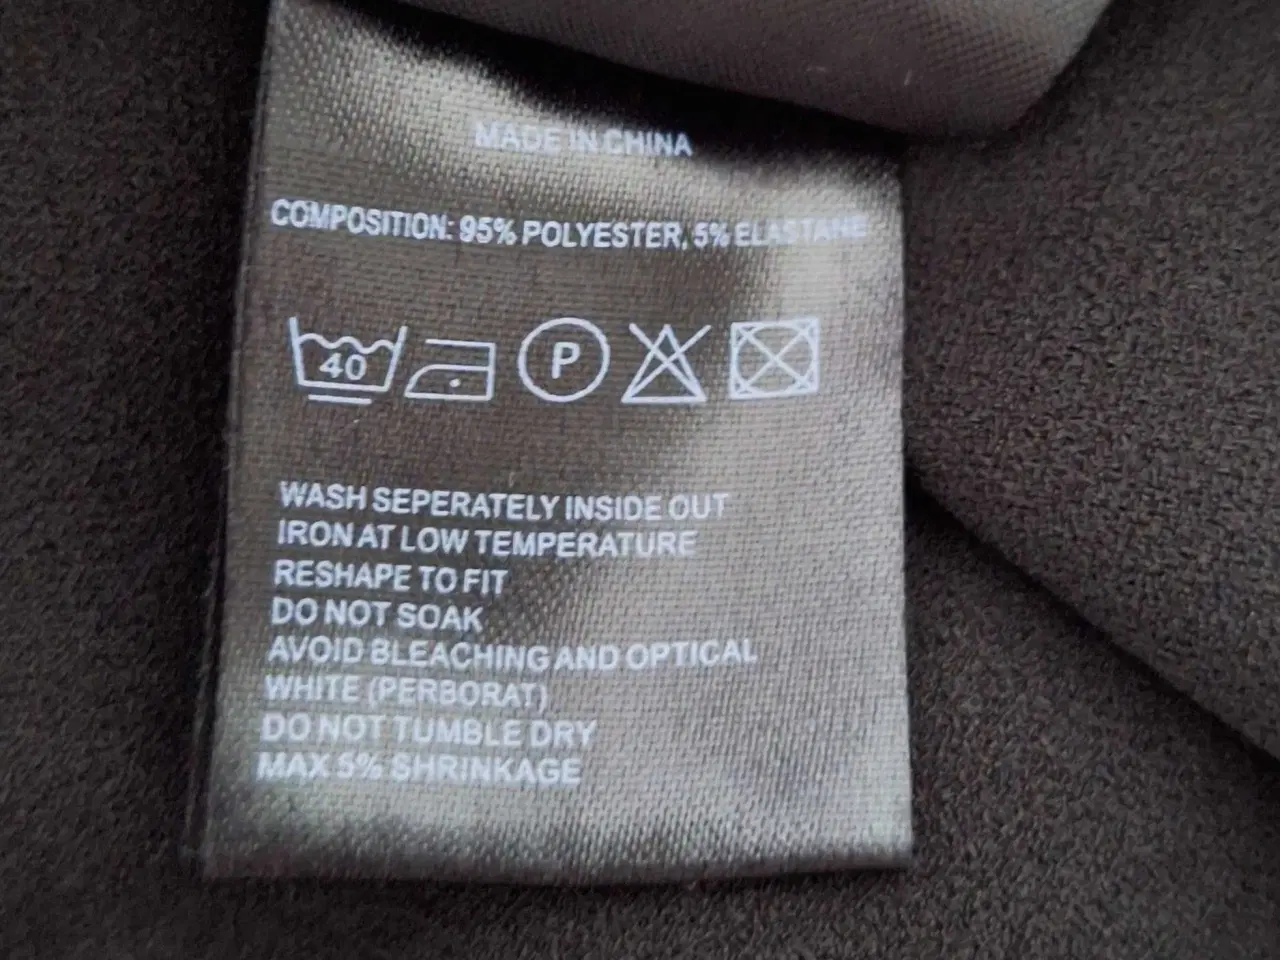 MADE IN CHINA
COMPOSITION: 95% POLYESTER, 5% ELASTANE
40 P
WASH SEPERATELY INSIDE OUT
IRON AT LOW TEMPERATURE
RESHAPE TO FIT
DO NOT SOAK
AVOID BLEACHING AND OPTICAL
WHITE (PERBORAT)
DO NOT TUMBLE DRY
MAX 5% SHRINKAGE